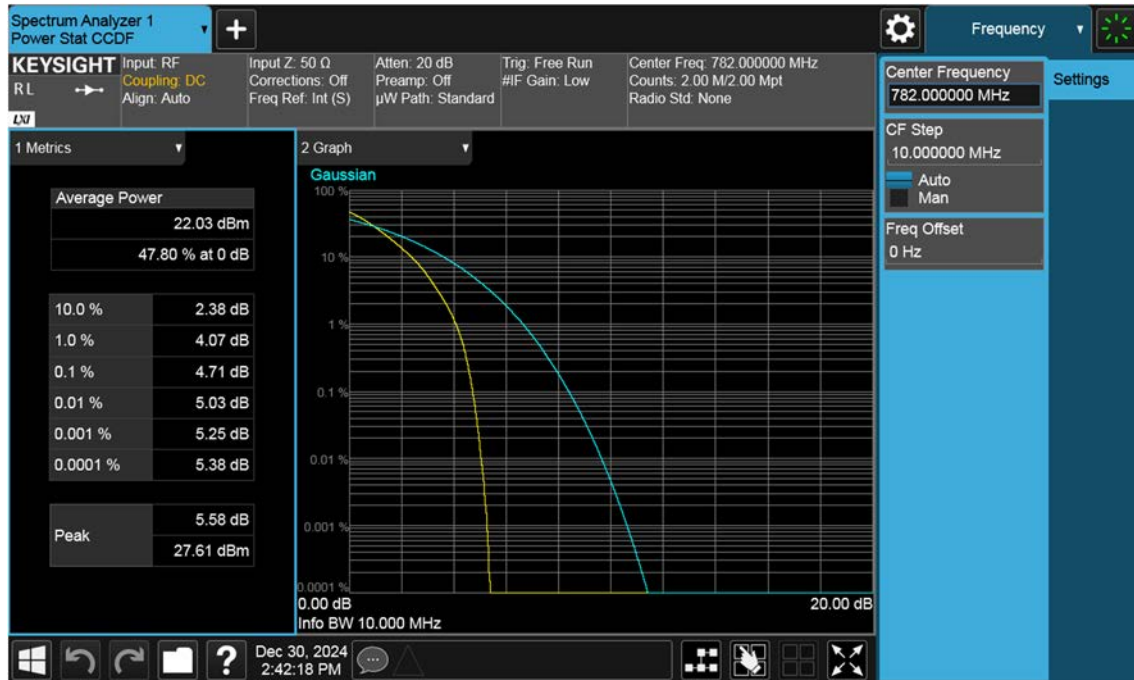 Spectrum Analyzer 1
Power Stat CCDF
Frequency
KEYSIGHT
R L
LXI
Input: RF
Coupling: DC
Align: Auto
Input Z: 50 Ω
Corrections: Off
Freq Ref: Int (S)
Atten: 20 dB
Preamp: Off
µW Path: Standard
Trig: Free Run
#IF Gain: Low
Center Freq: 782.000000 MHz
Counts: 2.00 M/2.00 Mpt
Radio Std: None
Center Frequency
782.000000 MHz
Settings
CF Step
10.000000 MHz
Auto
Man
Freq Offset
0 Hz
1 Metrics
Average Power
22.03 dBm
47.80 % at 0 dB
10.0 % 2.38 dB
1.0 % 4.07 dB
0.1 % 4.71 dB
0.01 % 5.03 dB
0.001 % 5.25 dB
0.0001 % 5.38 dB
Peak
5.58 dB
27.61 dBm
2 Graph
Gaussian
100 %
10 %
1 %
0.1 %
0.01 %
0.001 %
0.0001 %
0.00 dB 20.00 dB
Info BW 10.000 MHz
Dec 30, 2024
2:42:18 PM